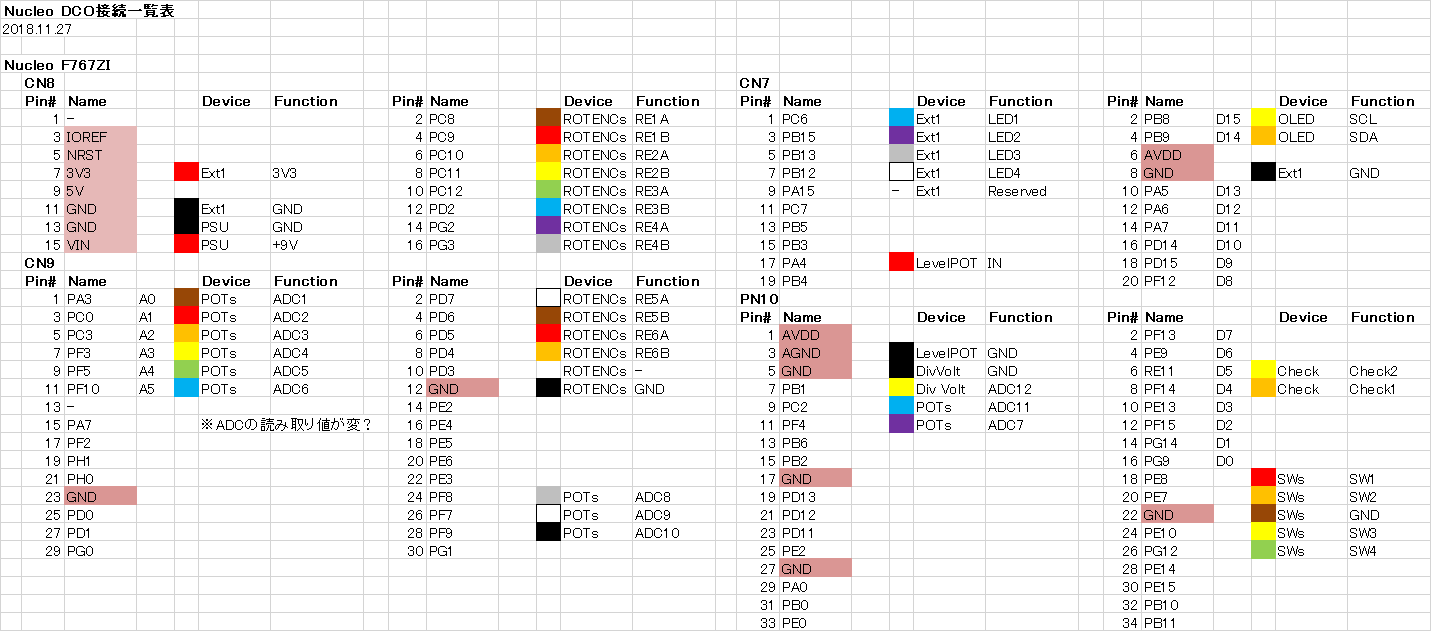 Nucleo DCO接続一覧表
2018.11.27
Nucleo F767ZI
CN8 CN7
Pin# Name Device Function Pin# Name Device Function Pin# Name Device Function Pin# Name Device Function
1 - 2 PC8 ROTENCs RE1A 1 PC6 Ext1 LED1 2 PB8 D15 OLED SCL
3 IOREF 4 PC9 ROTENCs RE1B 3 PB15 Ext1 LED2 4 PB9 D14 OLED SDA
5 NRST 6 PC10 ROTENCs RE2A 5 PB13 Ext1 LED3 6 AVDD
7 3V3 Ext1 3V3 8 PC11 ROTENCs RE2B 7 PB12 Ext1 LED4 8 GND Ext1 GND
9 5V 10 PC12 ROTENCs RE3A 9 PA15 - Ext1 Reserved 10 PA5 D13
11 GND Ext1 GND 12 PD2 ROTENCs RE3B 11 PC7 12 PA6 D12
13 GND PSU GND 14 PG2 ROTENCs RE4A 13 PB5 14 PA7 D11
15 VIN PSU +9V 16 PG3 ROTENCs RE4B 15 PB3 16 PD14 D10
CN9 17 PA4 LevelPOT IN 18 PD15 D9
Pin# Name Device Function Pin# Name Device Function 19 PB4 20 PF12 D8
1 PA3 A0 POTs ADC1 2 PD7 ROTENCs RE5A PN10
3 PC0 A1 POTs ADC2 4 PD6 ROTENCs RE5B Pin# Name Device Function Pin# Name Device Function
5 PC3 A2 POTs ADC3 6 PD5 ROTENCs RE6A 1 AVDD 2 PF13 D7
7 PF3 A3 POTs ADC4 8 PD4 ROTENCs RE6B 3 AGND LevelPOT GND 4 PE9 D6
9 PF5 A4 POTs ADC5 10 PD3 ROTENCs - 5 GND DivVolt GND 6 RE11 D5 Check Check2
11 PF10 A5 POTs ADC6 12 GND ROTENCs GND 7 PB1 Div Volt ADC12 8 PF14 D4 Check Check1
13 - 14 PE2 9 PC2 POTs ADC11 10 PE13 D3
15 PA7 ※ADCの読み取り値が変? 16 PE4 11 PF4 POTs ADC7 12 PF15 D2
17 PF2 18 PE5 13 PB6 14 PG14 D1
19 PH1 20 PE6 15 PB2 16 PG9 D0
21 PH0 22 PE3 17 GND 18 PE8 SWs SW1
23 GND 24 PF8 POTs ADC8 19 PD13 20 PE7 SWs SW2
25 PD0 26 PF7 POTs ADC9 21 PD12 22 GND SWs GND
27 PD1 28 PF9 POTs ADC10 23 PD11 24 PE10 SWs SW3
29 PG0 30 PG1 25 PE2 26 PG12 SWs SW4
27 GND 28 PE14
29 PA0 30 PE15
31 PB0 32 PB10
33 PE0 34 PB11